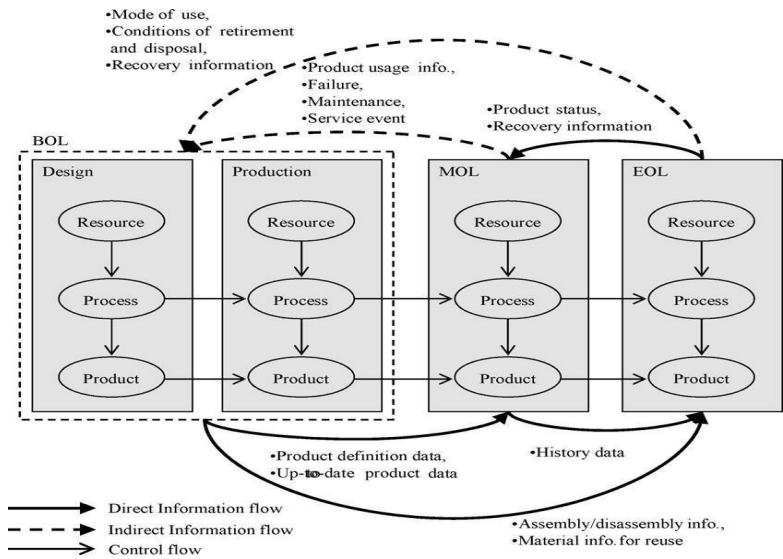 •Mode of use,
•Conditions of retirement
and disposal,
•Recovery information
•Product usage info.,
•Failure,
•Maintenance,
•Service event
•Product status,
•Recovery information
BOL
Design
Production
MOL
EOL
Resource
Resource
Resource
Resource
Process
Process
Process
Process
Product
Product
Product
Product
•Product definition data,
•Up-to-date product data
•History data
Direct Information flow
Indirect Information flow
Control flow
•Assembly/disassembly info.,
•Material info. for reuse